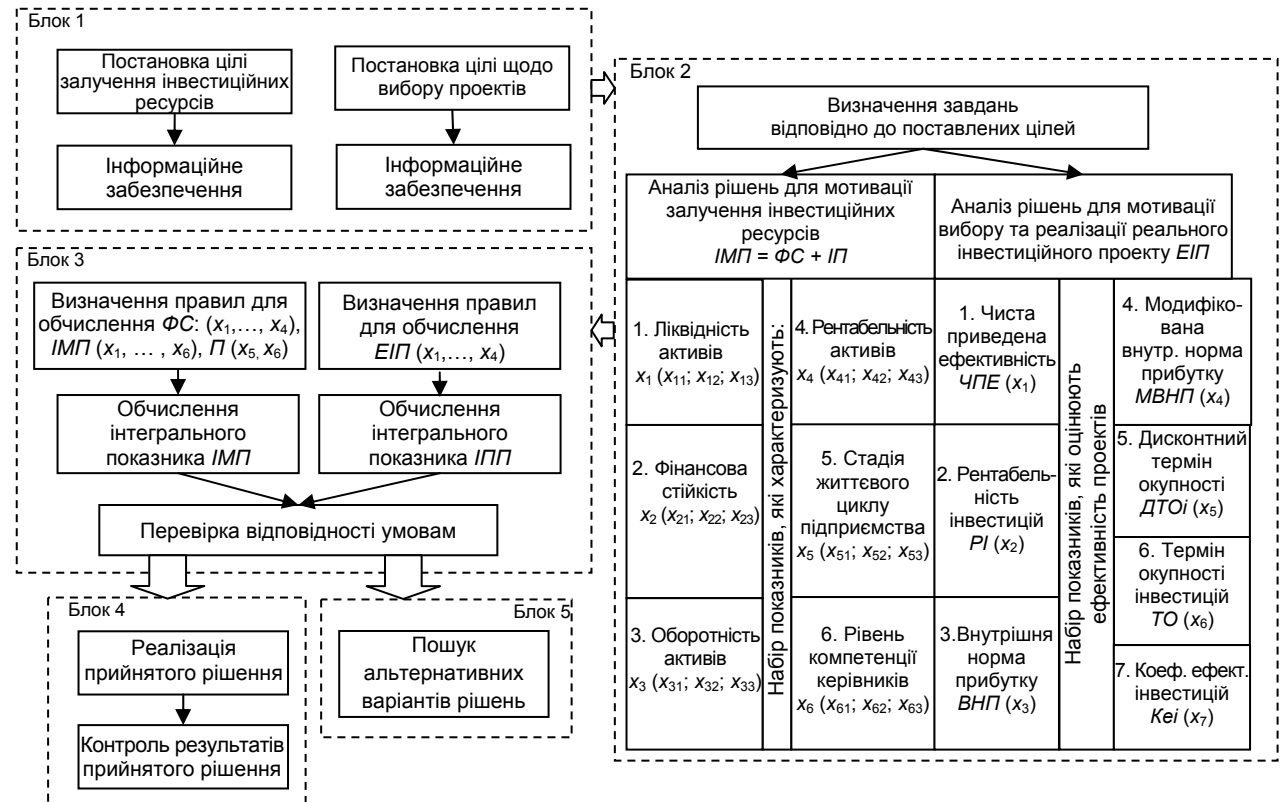 Блок 1
Постановка цілі
залучення інвестиційних
ресурсів
Постановка цілі щодо
вибору проектів
Інформаційне
забезпечення
Інформаційне
забезпечення
Блок 2
Визначення завдань
відповідно до поставлених цілей
Аналіз рішень для мотивації
залучення інвестиційних
ресурсів
ІМП = ФС + ІП
Аналіз рішень для мотивації
вибору та реалізації реального
інвестиційного проекту ЕІП
1. Ліквідність
активів
x₁ (x₁₁; x₁₂; x₁₃)
2. Фінансова
стійкість
x₂ (x₂₁; x₂₂; x₂₃)
3. Оборотність
активів
x₃ (x₃₁; x₃₂; x₃₃)
Набір показників, які характеризують:
4. Рентабельність
активів
x₄ (x₄₁; x₄₂; x₄₃)
5. Стадія
життєвого
циклу
підприємства
x₅ (x₅₁; x₅₂; x₅₃)
6. Рівень
компетенції
керівників
x₆ (x₆₁; x₆₂; x₆₃)
1. Чиста
приведена
ефективність
ЧПЕ (x₁)
2. Рентабель-
ність
інвестицій
PI (x₂)
3.Внутрішня
норма
прибутку
ВНП (x₃)
Набір показників, які оцінюють
ефективність проектів
4. Модифіко-
вана
внутр. норма
прибутку
МВНП (x₄)
5. Дисконтний
термін
окупності
ДТОі (x₅)
6. Термін
окупності
інвестицій
ТО (x₆)
7. Коеф. ефект.
інвестицій
Кеі (x₇)
Блок 3
Визначення правил для
обчислення ФС: (x₁,…, x₄),
ІМП (x₁, … , x₆), П (x₅, x₆)
Визначення правил
для обчислення
ЕІП (x₁,…, x₄)
Обчислення
інтегрального
показника ІМП
Обчислення
інтегрального
показника ІПП
Перевірка відповідності умовам
Блок 4
Реалізація
прийнятого рішення
Контроль результатів
прийнятого рішення
Блок 5
Пошук
альтернативних
варіантів рішень